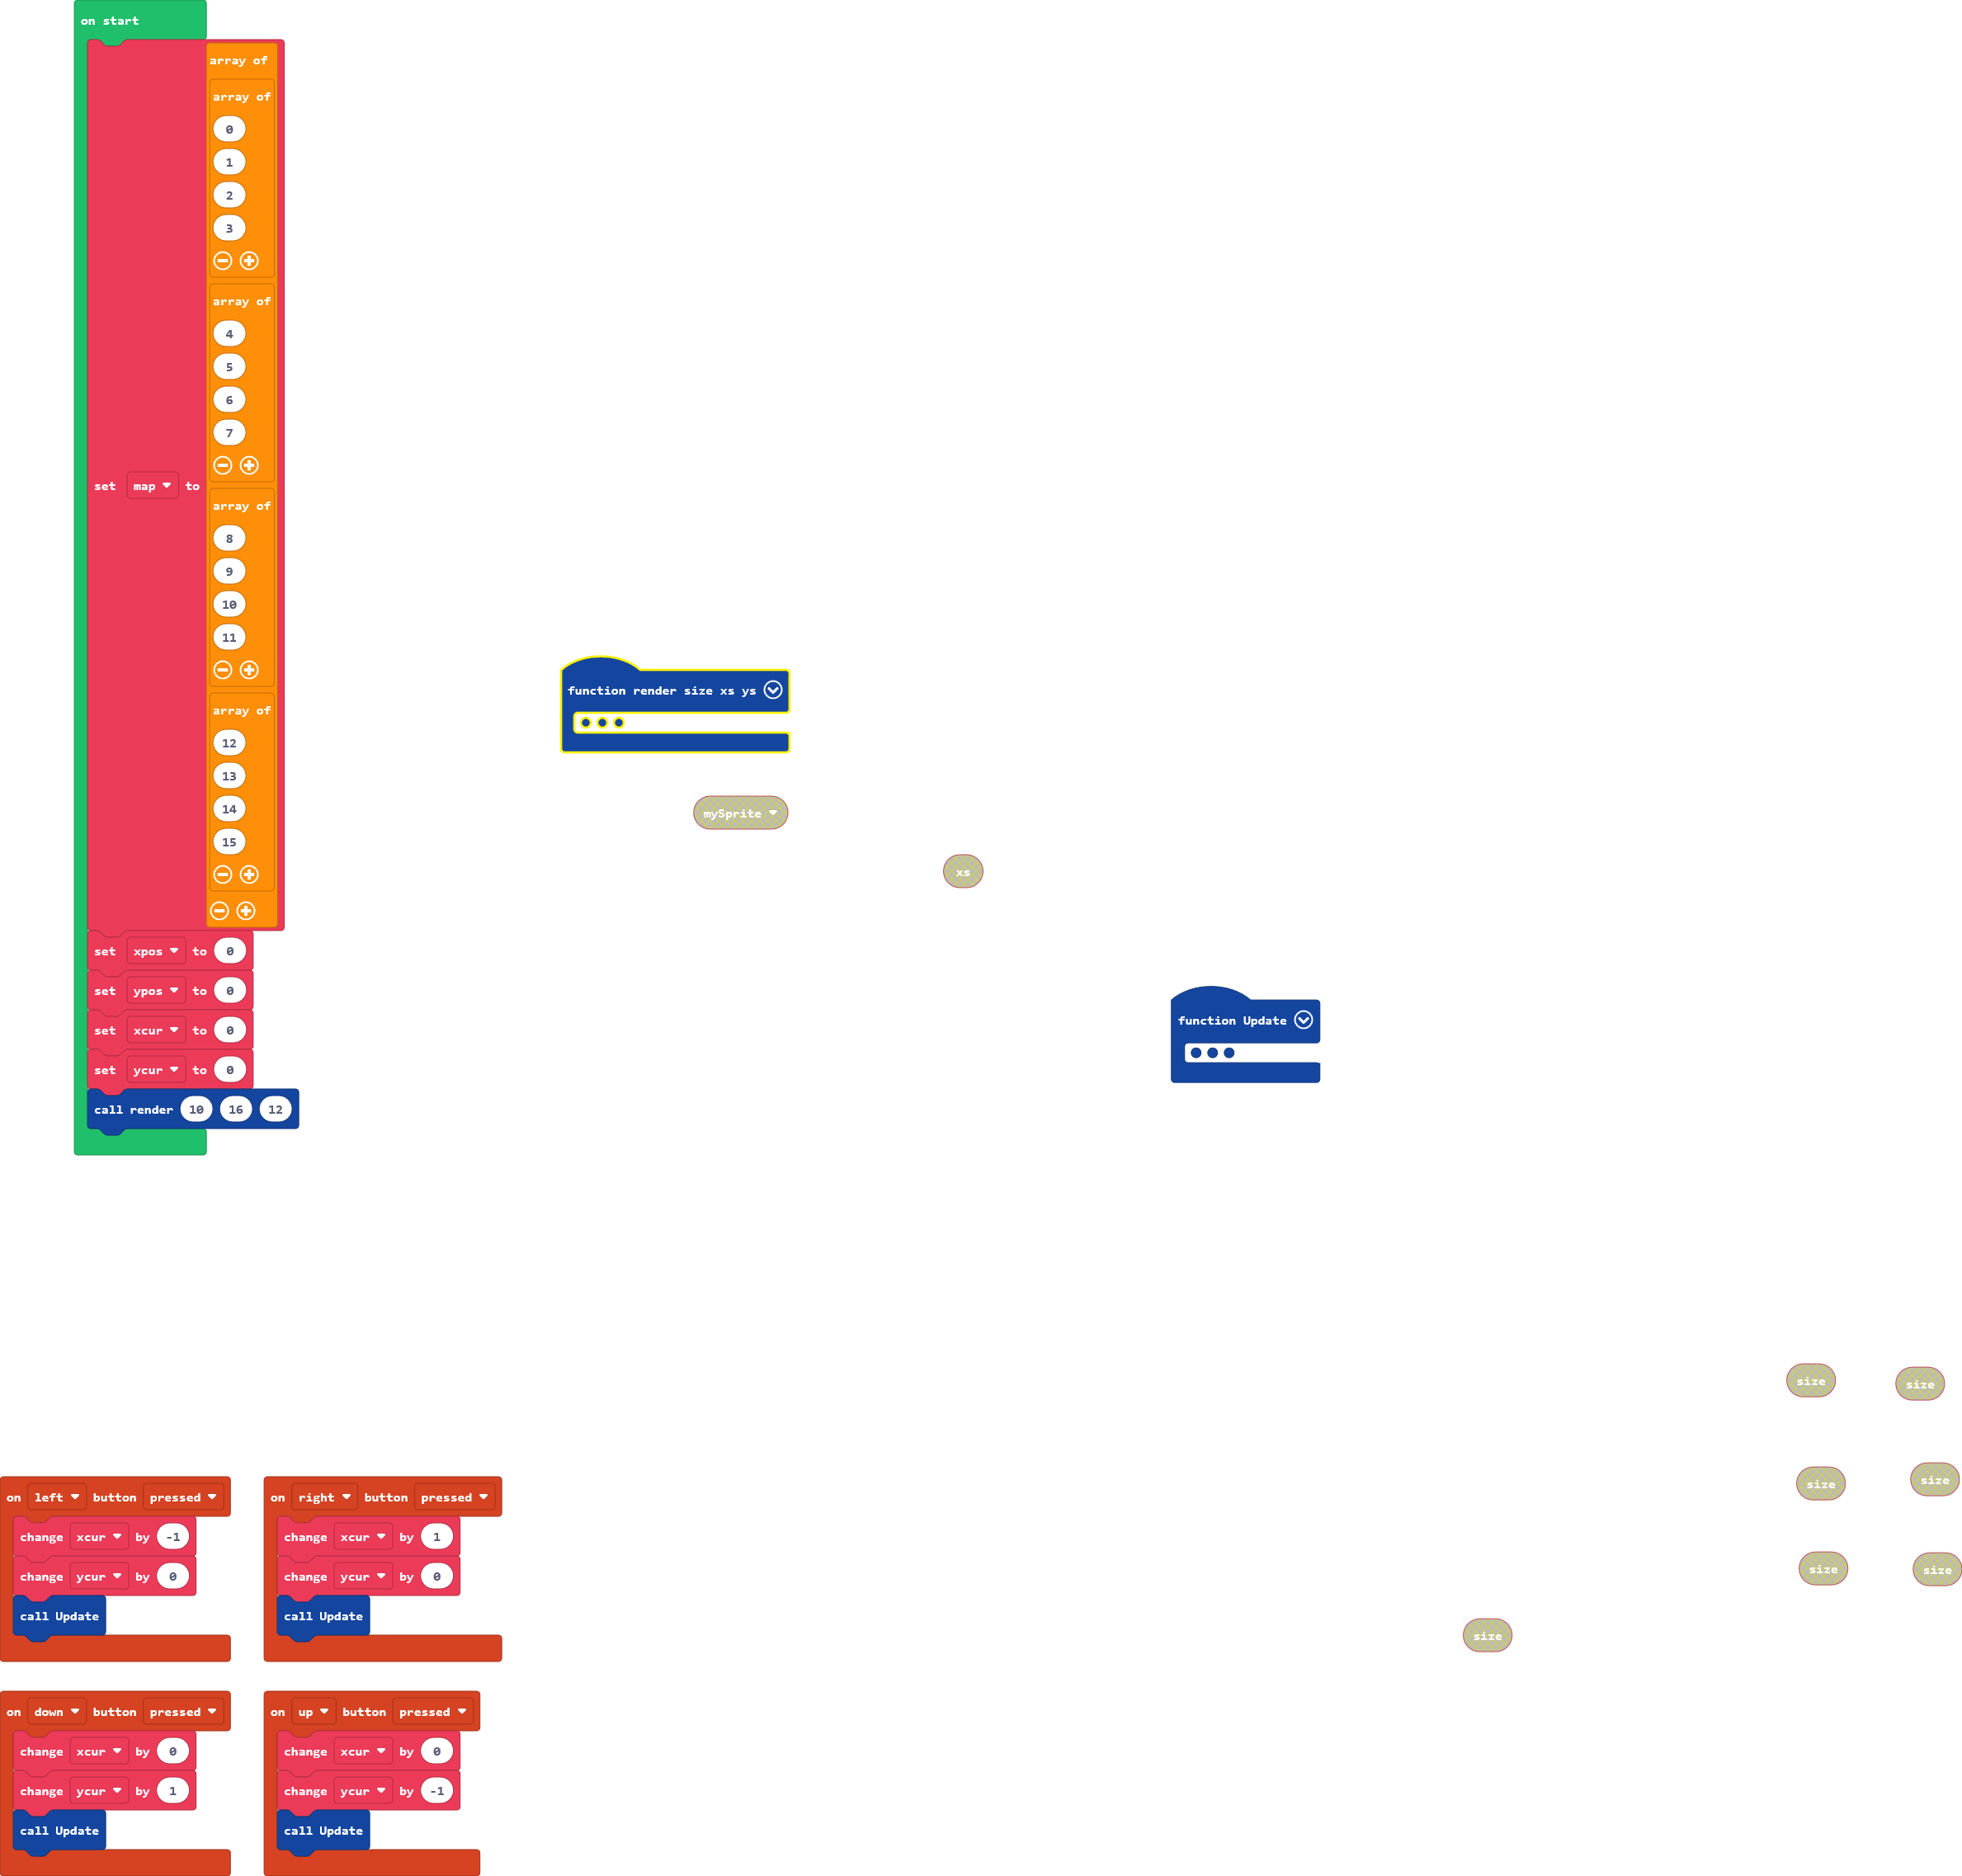 on start
array of
array of
0
1
2
3
array of
4
5
6
7
set map to
array of
8
9
10
11
array of
12
13
14
15
set xpos to 0
set ypos to 0
set xcur to 0
set ycur to 0
call render 10 16 12
function render size xs ys
mySprite
xs
function Update
size size
size size
size size
size
on left button pressed
change xcur by -1
change ycur by 0
call Update
on right button pressed
change xcur by 1
change ycur by 0
call Update
on down button pressed
change xcur by 0
change ycur by 1
call Update
on up button pressed
change xcur by 0
change ycur by -1
call Update